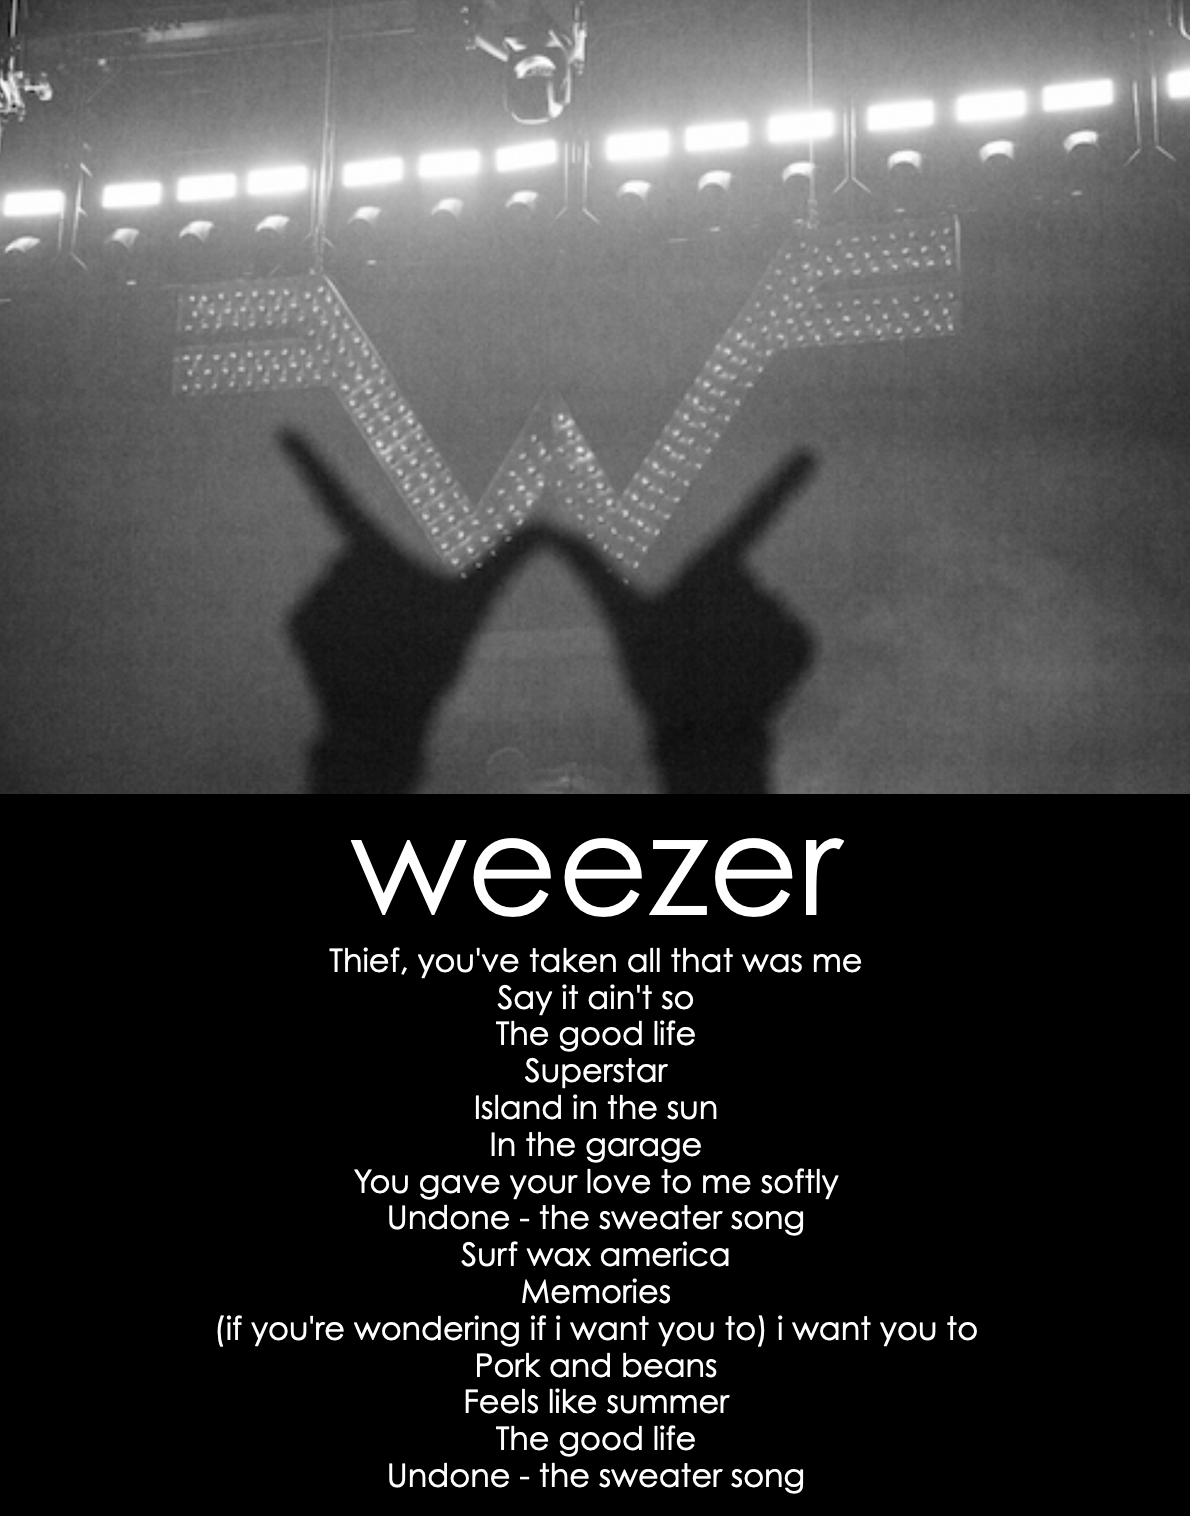 weezer
Thief, you've taken all that was me
Say it ain't so
The good life
Superstar
Island in the sun
In the garage
You gave your love to me softly
Undone - the sweater song
Surf wax america
Memories
(if you're wondering if i want you to) i want you to
Pork and beans
Feels like summer
The good life
Undone - the sweater song